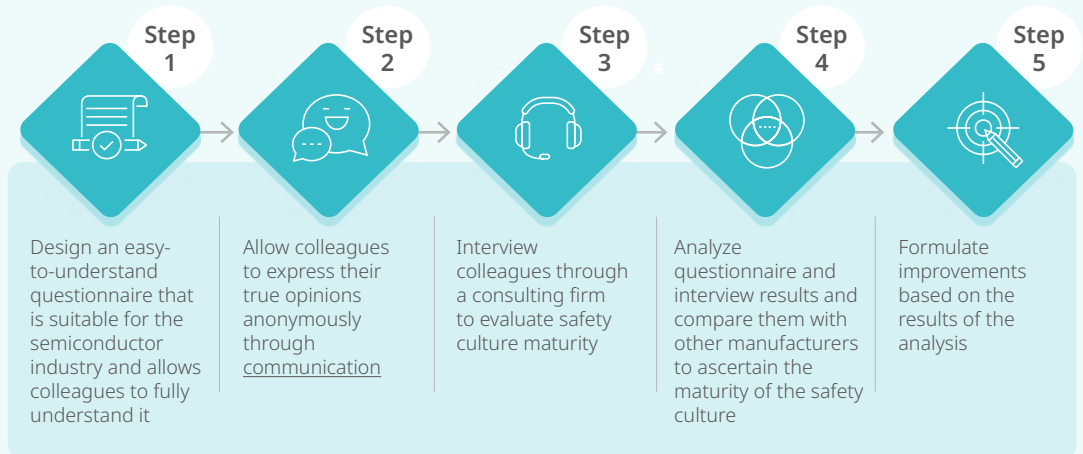 Step
1
Step
2
Step
3
Step
4
Step
5
Design an easy-
to-understand
questionnaire that
is suitable for the
semiconductor
industry and allows
colleagues to fully
understand it
Allow colleagues
to express their
true opinions
anonymously
through
communication
Interview
colleagues through
a consulting firm
to evaluate safety
culture maturity
Analyze
questionnaire and
interview results and
compare them with
other manufacturers
to ascertain the
maturity of the safety
culture
Formulate
improvements
based on the
results of the
analysis